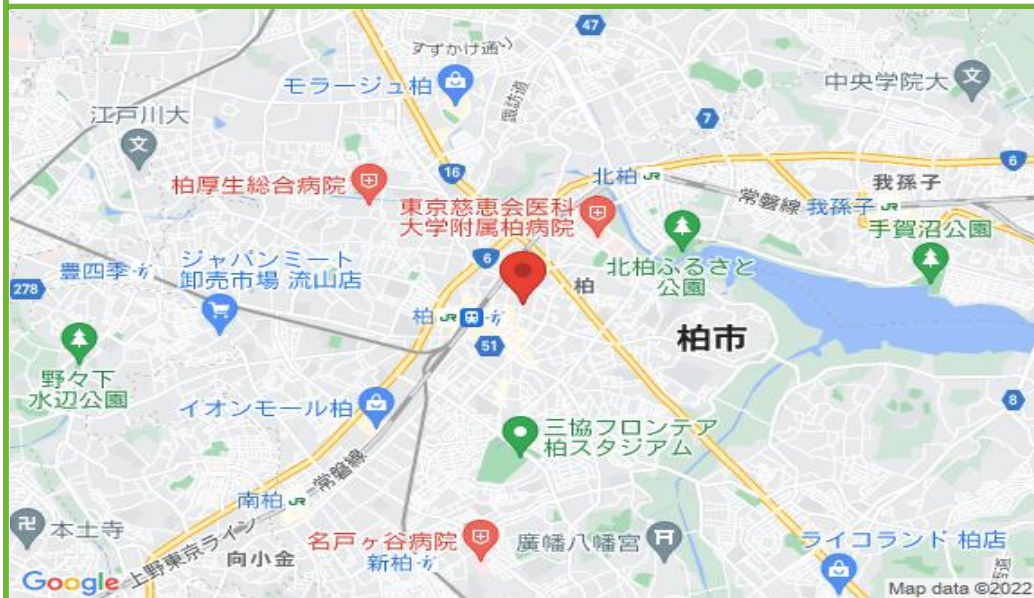 すずかけ通り
47
モラージュ柏
諏訪道
中央学院大
江戸川大
7
柏厚生総合病院
16
北柏
JR
6
東京慈恵会医科
大学附属柏病院
常磐線
我孫子
我孫子
JR
手賀沼公園
豊四季
ジャパンミート
卸売市場 流山店
6
柏
北柏ふるさと
公園
278
柏
JR
51
柏市
野々下
水辺公園
イオンモール柏
三協フロンテア
柏スタジアム
8
常磐線
南柏
JR
本土寺
上野東京ライン
向小金
名戸ヶ谷病院
新柏
廣幡八幡宮
ライコランド 柏店
Google
Map data ©2022